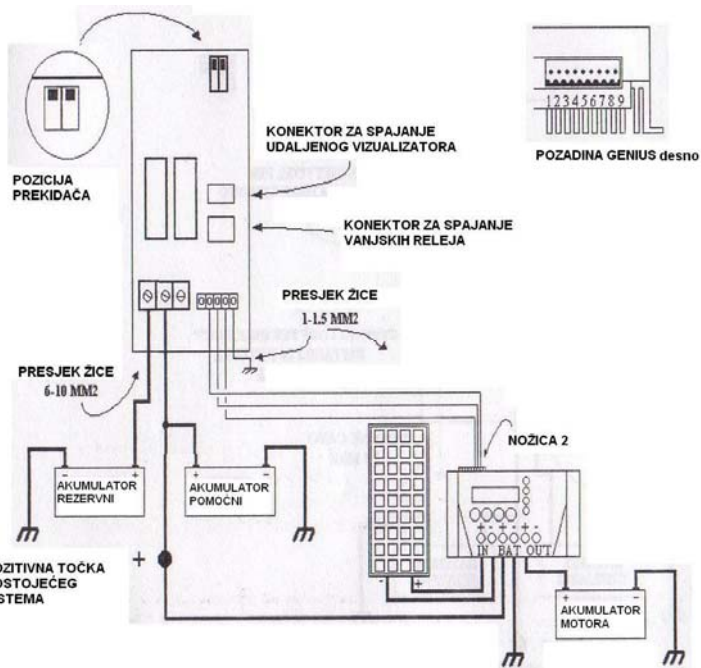 POZICIJA
PREKIDAČA
KONEKTOR ZA SPAJANJE
UDALJENOG VIZUALIZATORA
KONEKTOR ZA SPAJANJE
VANJSKIH RELEJA
123456789
POZADINA GENIUS desno
PRESJEK ŽICE
1-1.5 MM2
PRESJEK ŽICE
6-10 MM2
NOŽICA 2
- +
AKUMULATOR
REZERVNI
+ -
AKUMULATOR
POMOĆNI
+ - + - + -
IN BAT OUT
- +
+ -
AKUMULATOR
MOTORA
+
OZITIVNA TOČKA
OSTOJEĆEG
ISTEMA